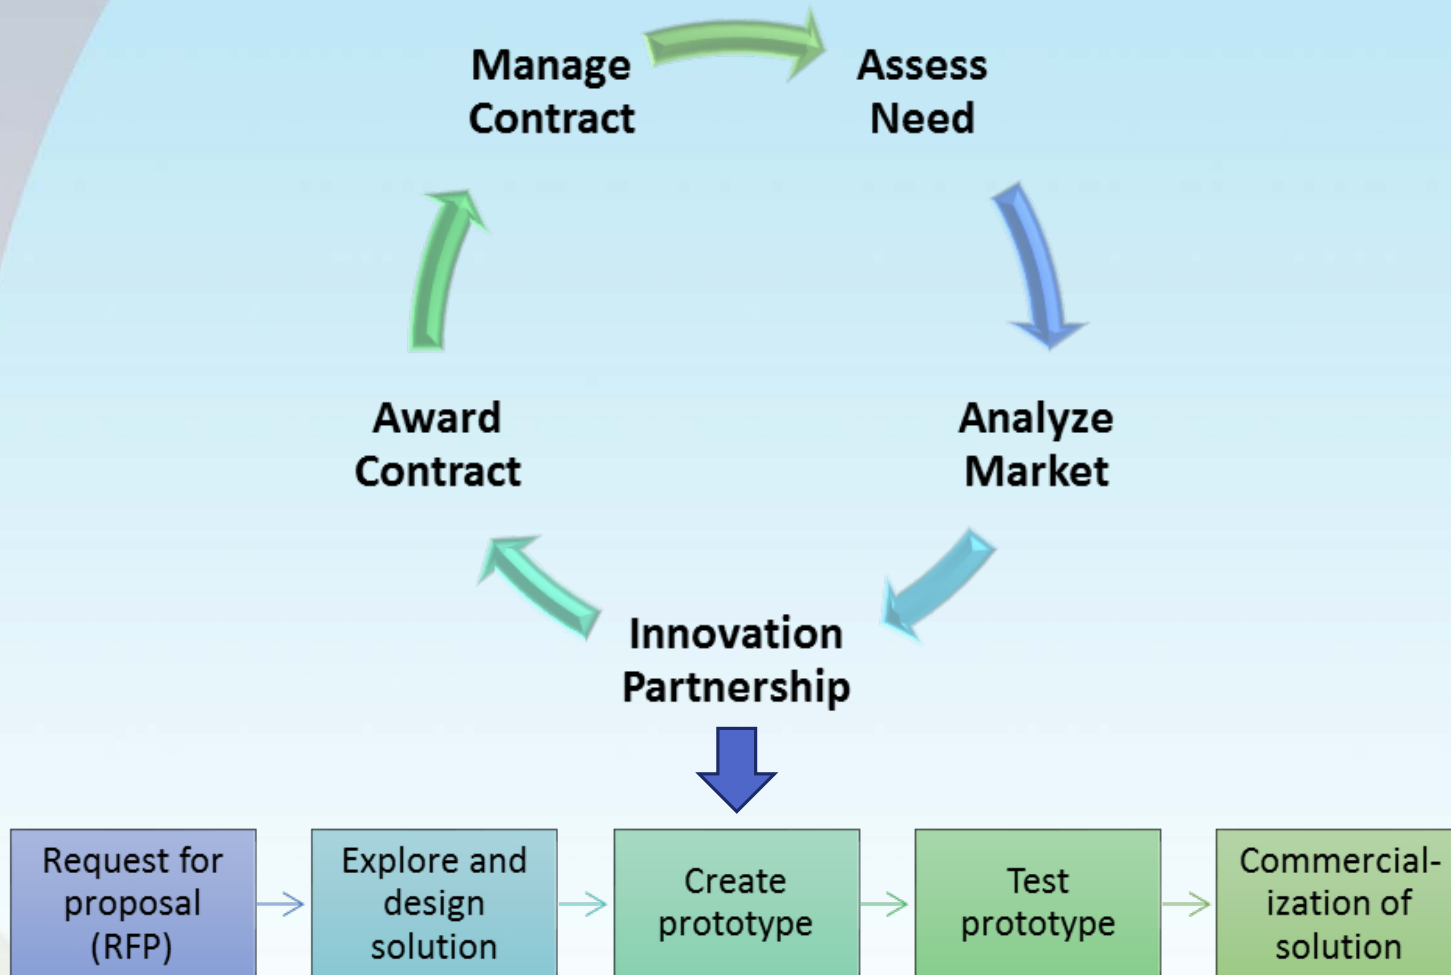 Manage
Contract
Assess
Need
Analyze
Market
Innovation
Partnership
Award
Contract
Request for
proposal
(RFP)
Explore and
design
solution
Create
prototype
Test
prototype
Commercial-
ization of
solution